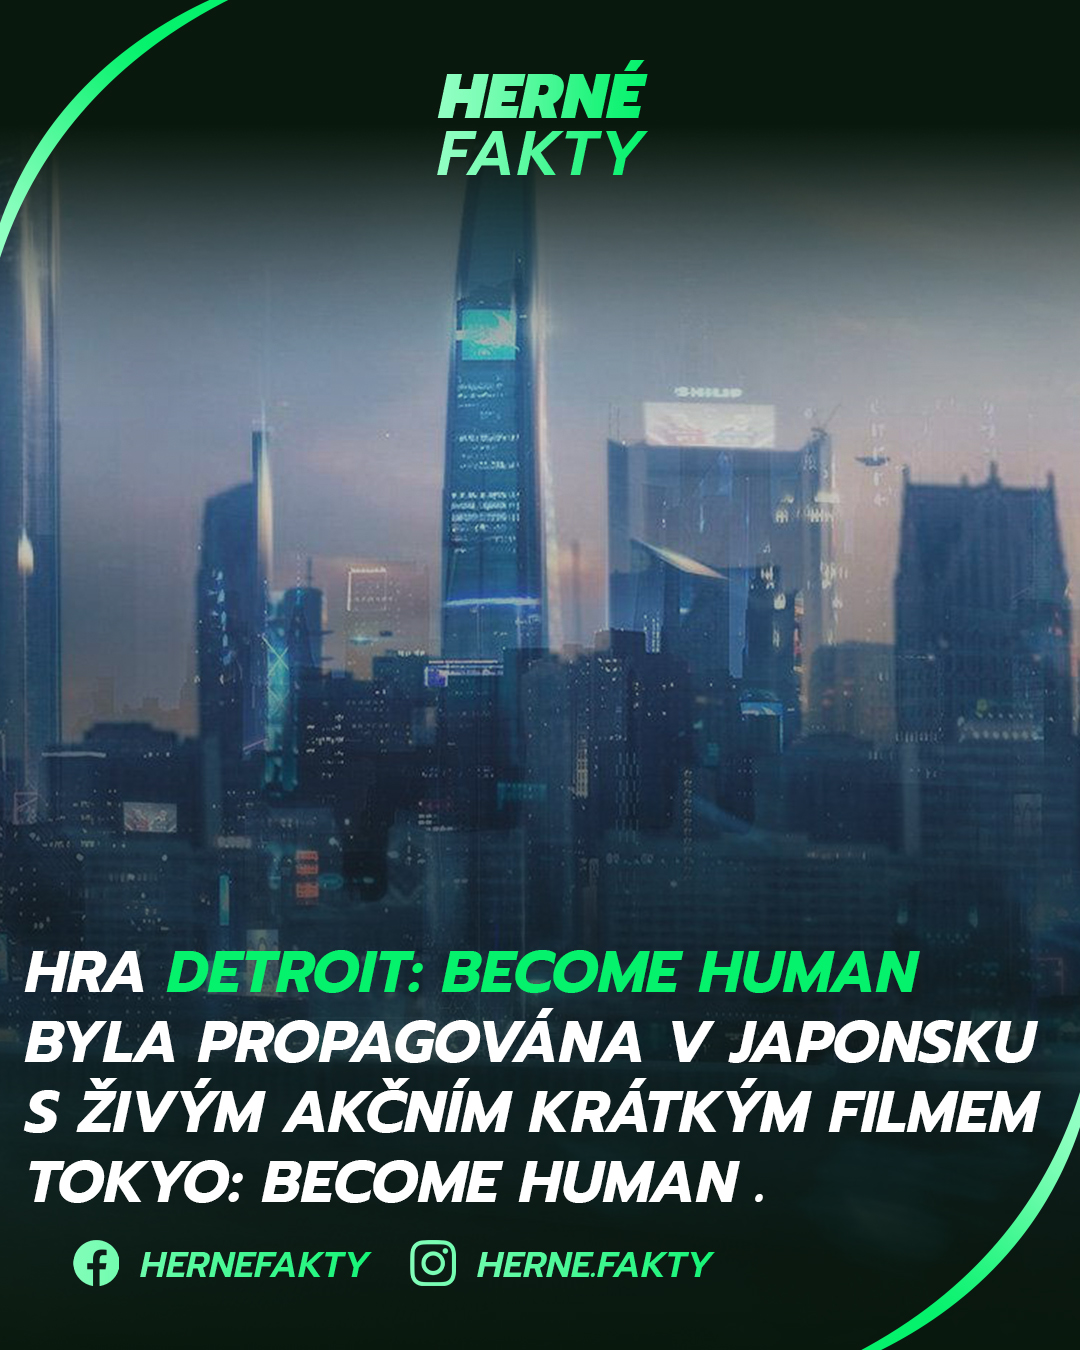 HERNÉ
FAKTY
HRA DETROIT: BECOME HUMAN
BYLA PROPAGOVÁNA V JAPONSKU
S ŽIVÝM AKČNÍM KRÁTKÝM FILMEM
TOKYO: BECOME HUMAN .
HERNEFAKTY HERNE.FAKTY